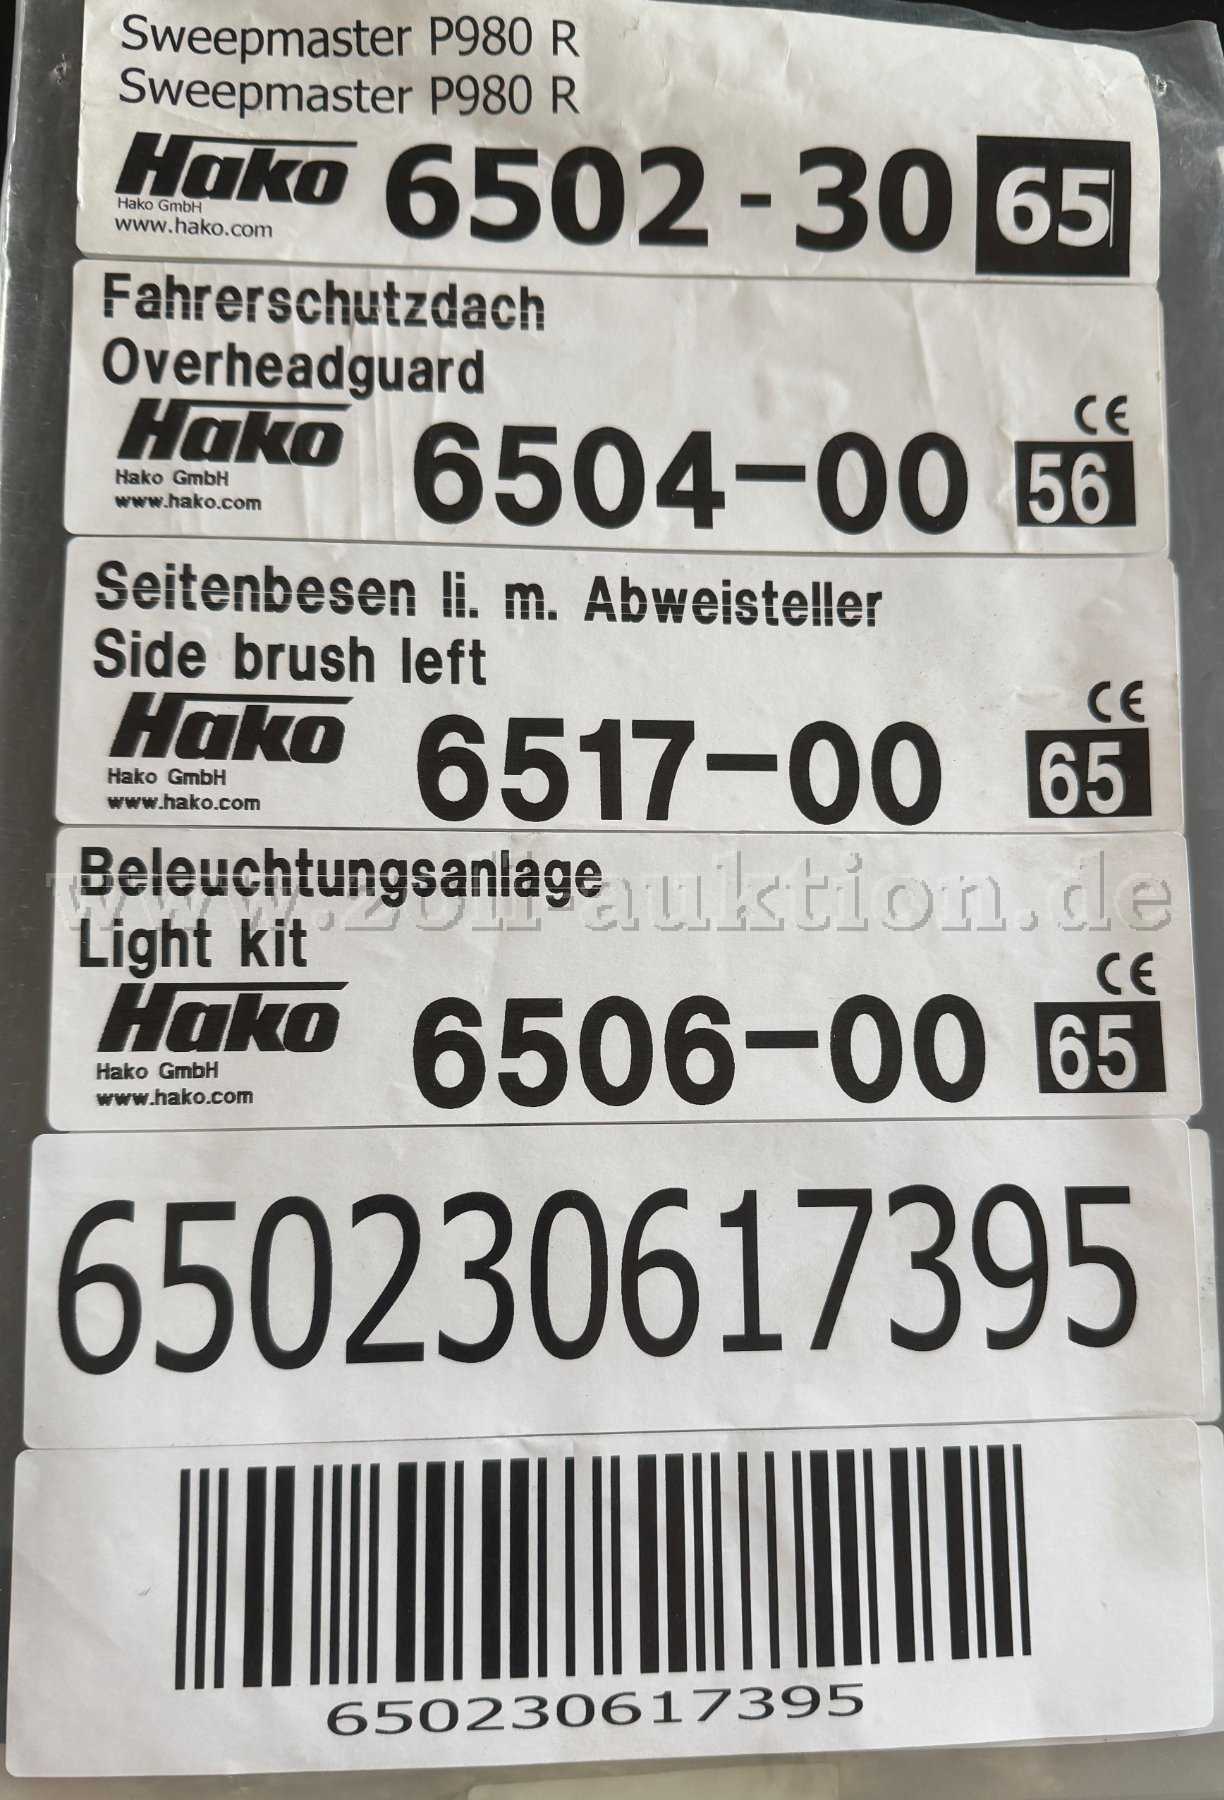 Sweepmaster P980 R
Sweepmaster P980 R
Hako 6502-30 65
Hako GmbH
www.hako.com
Fahrerschutzdach
Overheadguard
CE
Hako 6504-00 56
Hako GmbH
www.hako.com
Seitenbesen li. m. Abweisteller
Side brush left
CE
Hako 6517-00 65
Hako GmbH
www.hako.com
Beleuchtungsanlage
www.zoll-auktion.de
Light kit
CE
Hako 6506-00 65
Hako GmbH
www.hako.com
650230617395
650230617395